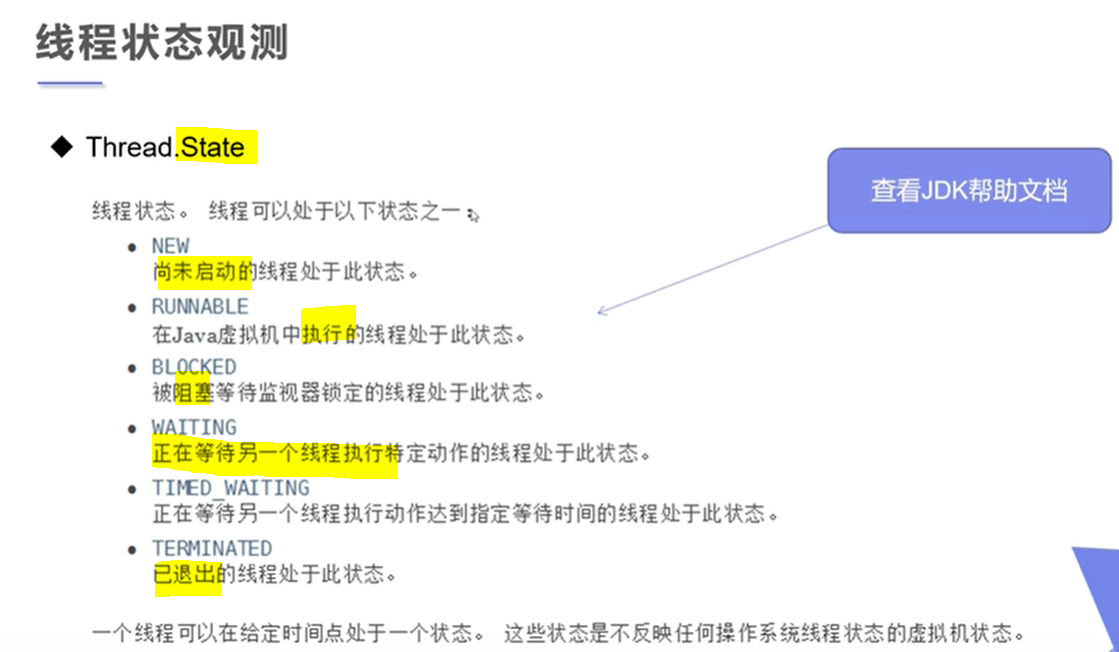 线程状态观测
◆ Thread.State
查看JDK帮助文档
线程状态。 线程可以处于以下状态之一：
• NEW
尚未启动的线程处于此状态。
• RUNNABLE
在Java虚拟机中执行的线程处于此状态。
• BLOCKED
被阻塞等待监视器锁定的线程处于此状态。
• WAITING
正在等待另一个线程执行特定动作的线程处于此状态。
• TIMED_WAITING
正在等待另一个线程执行动作达到指定等待时间的线程处于此状态。
• TERMINATED
已退出的线程处于此状态。
一个线程可以在给定时间点处于一个状态。 这些状态是不反映任何操作系统线程状态的虚拟机状态。